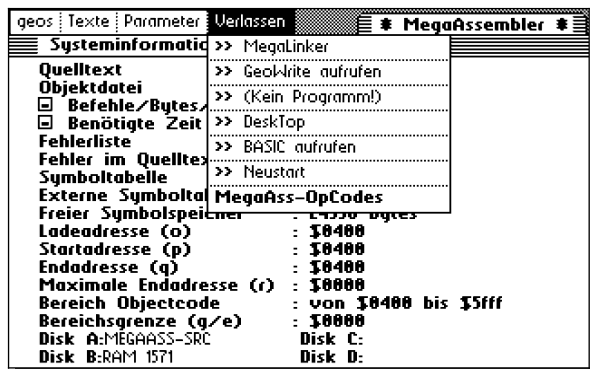 geos Texte Parameter Verlassen * MegaAssembler *
Systeminformatio
>> MegaLinker
Quelltext
>> GeoWrite aufrufen
Objektdatei
>> (Kein Programm!)
Befehle/Bytes/
>> DeskTop
Benötigte Zeit
Fehlerliste
>> BASIC aufrufen
Fehler im Quelltex
>> Neustart
Symboltabelle
Externe Symboltal
MegaAss-OpCodes
Freier Symbolspeicher : bytes
Ladeadresse (o) : $0400
Startadresse (p) : $0400
Endadresse (q) : $0400
Maximale Endadresse (r) : $0000
Bereich Objectcode : von $0400 bis $5fff
Bereichsgrenze (g/e) : $0000
Disk A:MEGAASS-SRC Disk C:
Disk B:RAM 1571 Disk D: